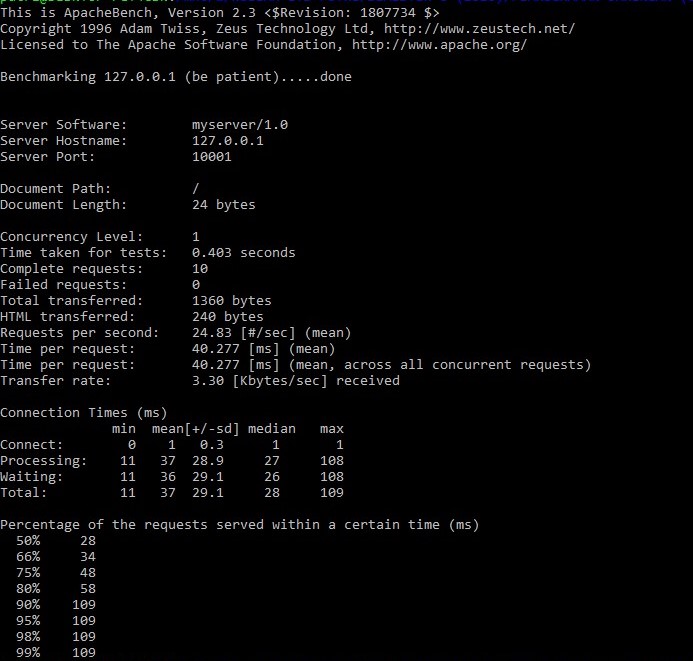 This is ApacheBench, Version 2.3 <$Revision: 1807734 $>
Copyright 1996 Adam Twiss, Zeus Technology Ltd, http://www.zeustech.net/
Licensed to The Apache Software Foundation, http://www.apache.org/

Benchmarking 127.0.0.1 (be patient).....done


Server Software:        myserver/1.0
Server Hostname:        127.0.0.1
Server Port:            10001

Document Path:          /
Document Length:        24 bytes

Concurrency Level:      1
Time taken for tests:   0.403 seconds
Complete requests:      10
Failed requests:        0
Total transferred:      1360 bytes
HTML transferred:       240 bytes
Requests per second:    24.83 [#/sec] (mean)
Time per request:       40.277 [ms] (mean)
Time per request:       40.277 [ms] (mean, across all concurrent requests)
Transfer rate:          3.30 [Kbytes/sec] received

Connection Times (ms)
              min  mean[+/-sd] median   max
Connect:        0    1   0.3      1       1
Processing:    11   37  28.9     27     108
Waiting:       11   36  29.1     26     108
Total:         11   37  29.1     28     109

Percentage of the requests served within a certain time (ms)
  50%     28
  66%     34
  75%     48
  80%     58
  90%    109
  95%    109
  98%    109
  99%    109